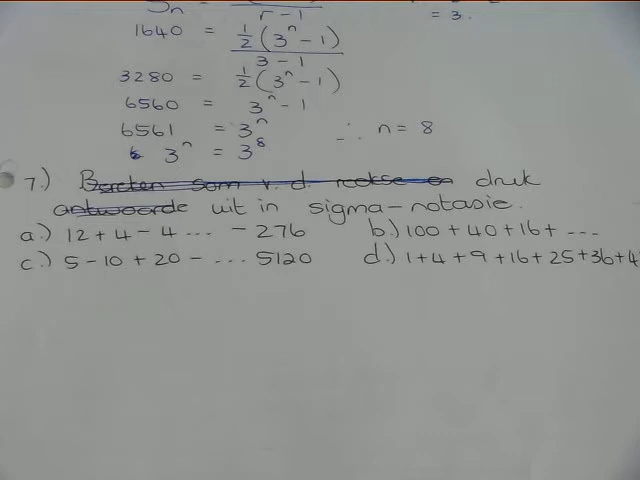 Sn = r - 1 = 3.
1640 = ½(3ⁿ - 1)
3 - 1
3280 = ½(3ⁿ - 1)
6560 = 3ⁿ - 1
6561 = 3ⁿ ∴ n = 8
3ⁿ = 3⁸
7.) Bereken som v. d. reekse en druk
antwoorde uit in sigma-notasie.
a.) 12 + 4 - 4 ... - 276 b.) 100 + 40 + 16 + ...
c.) 5 - 10 + 20 - ... 5120 d.) 1 + 4 + 9 + 16 + 25 + 36 + 4